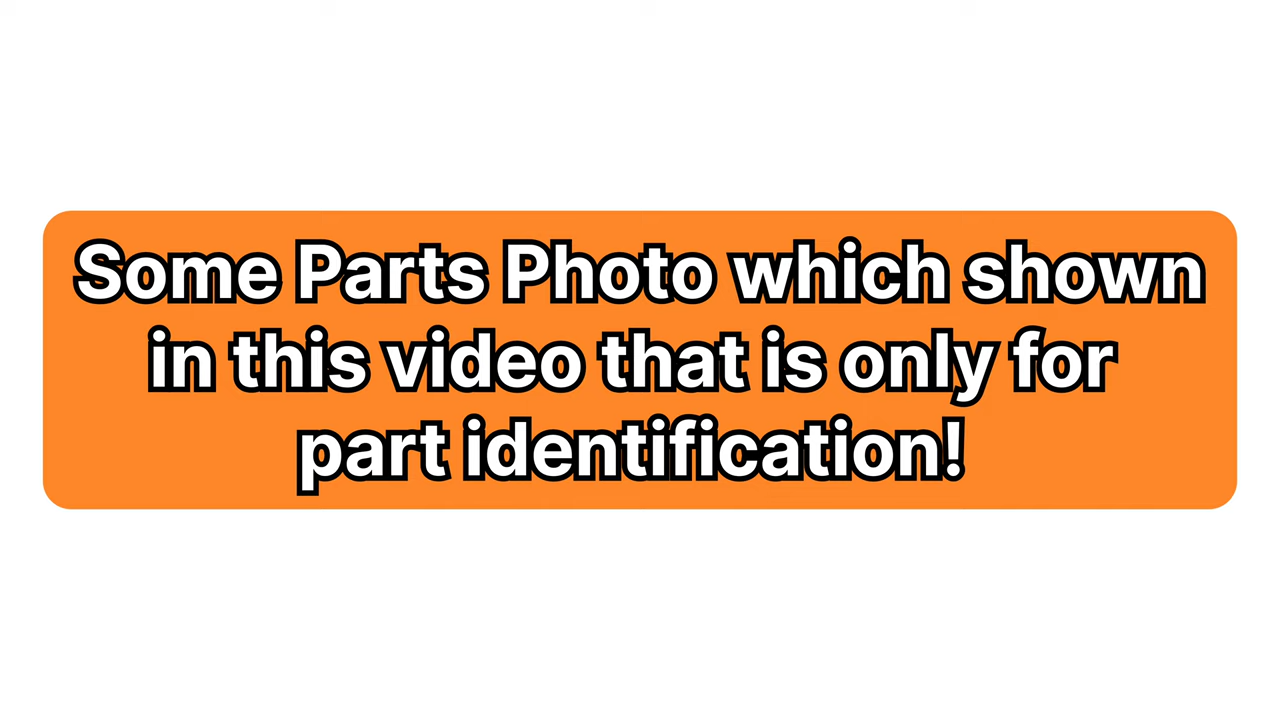 Some Parts Photo which shown
in this video that is only for
part identification!